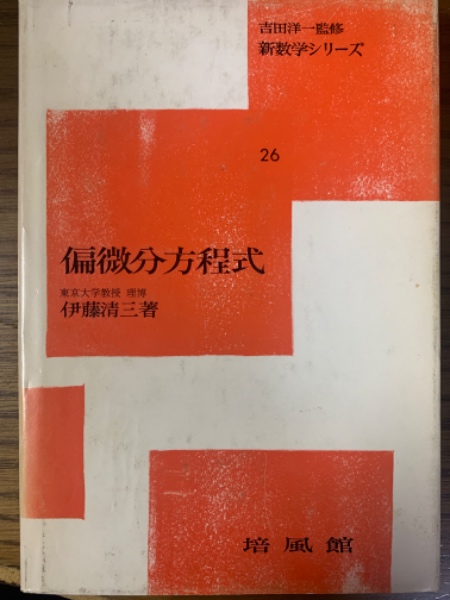 吉田洋一監修
新数学シリーズ
26
偏微分方程式
東京大学教授 理博
伊藤清三著
培風館